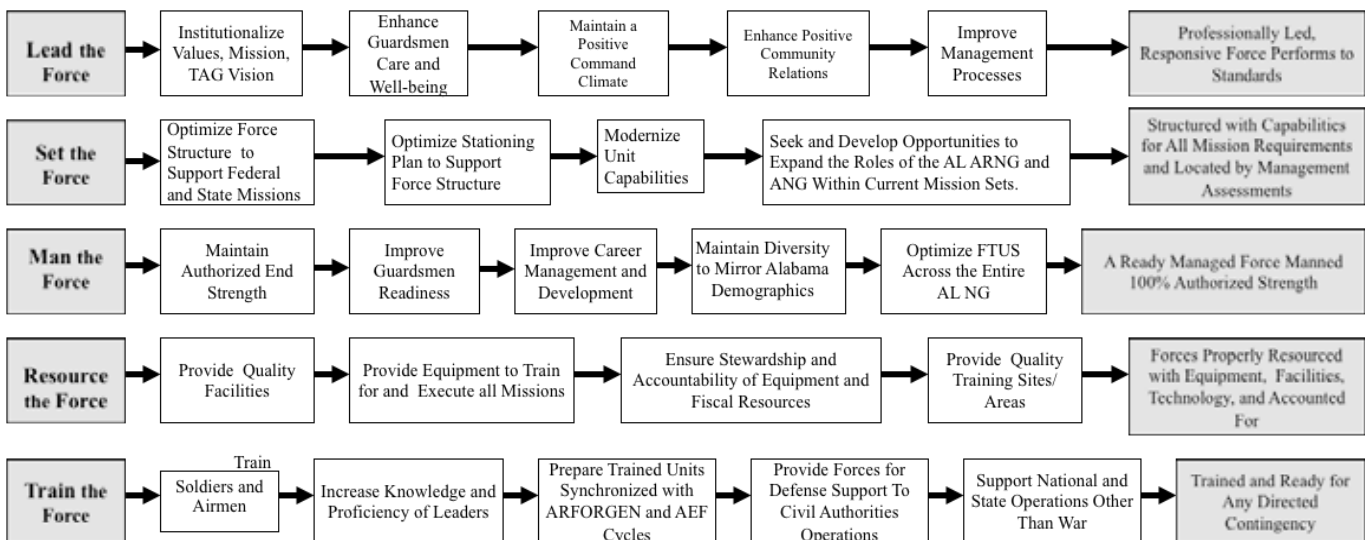 Lead the
Force
Institutionalize
Values, Mission,
TAG Vision
Enhance
Guardsmen
Care and
Well-being
Maintain a
Positive
Command
Climate
Enhance Positive
Community
Relations
Improve
Management
Processes
Professionally Led,
Responsive Force Performs to
Standards
Set the
Force
Optimize Force
Structure to
Support Federal
and State Missions
Optimize Stationing
Plan to Support
Force Structure
Modernize
Unit
Capabilities
Seek and Develop Opportunities to
Expand the Roles of the AL ARNG and
ANG Within Current Mission Sets.
Structured with Capabilities
for All Mission Requirements
and Located by Management
Assessments
Man the
Force
Maintain
Authorized End
Strength
Improve
Guardsmen
Readiness
Improve Career
Management and
Development
Maintain Diversity
to Mirror Alabama
Demographics
Optimize FTUS
Across the Entire
AL NG
A Ready Managed Force Manned
100% Authorized Strength
Resource
the Force
Provide Quality
Facilities
Provide Equipment to Train
for and Execute all Missions
Ensure Stewardship and
Accountability of Equipment and
Fiscal Resources
Provide Quality
Training Sites/
Areas
Forces Properly Resourced
with Equipment, Facilities,
Technology, and Accounted
For
Train the
Force
Train
Soldiers and
Airmen
Increase Knowledge and
Proficiency of Leaders
Prepare Trained Units
Synchronized with
ARFORGEN and AEF
Cycles
Provide Forces for
Defense Support To
Civil Authorities
Operations
Support National and
State Operations Other
Than War
Trained and Ready for
Any Directed
Contingency